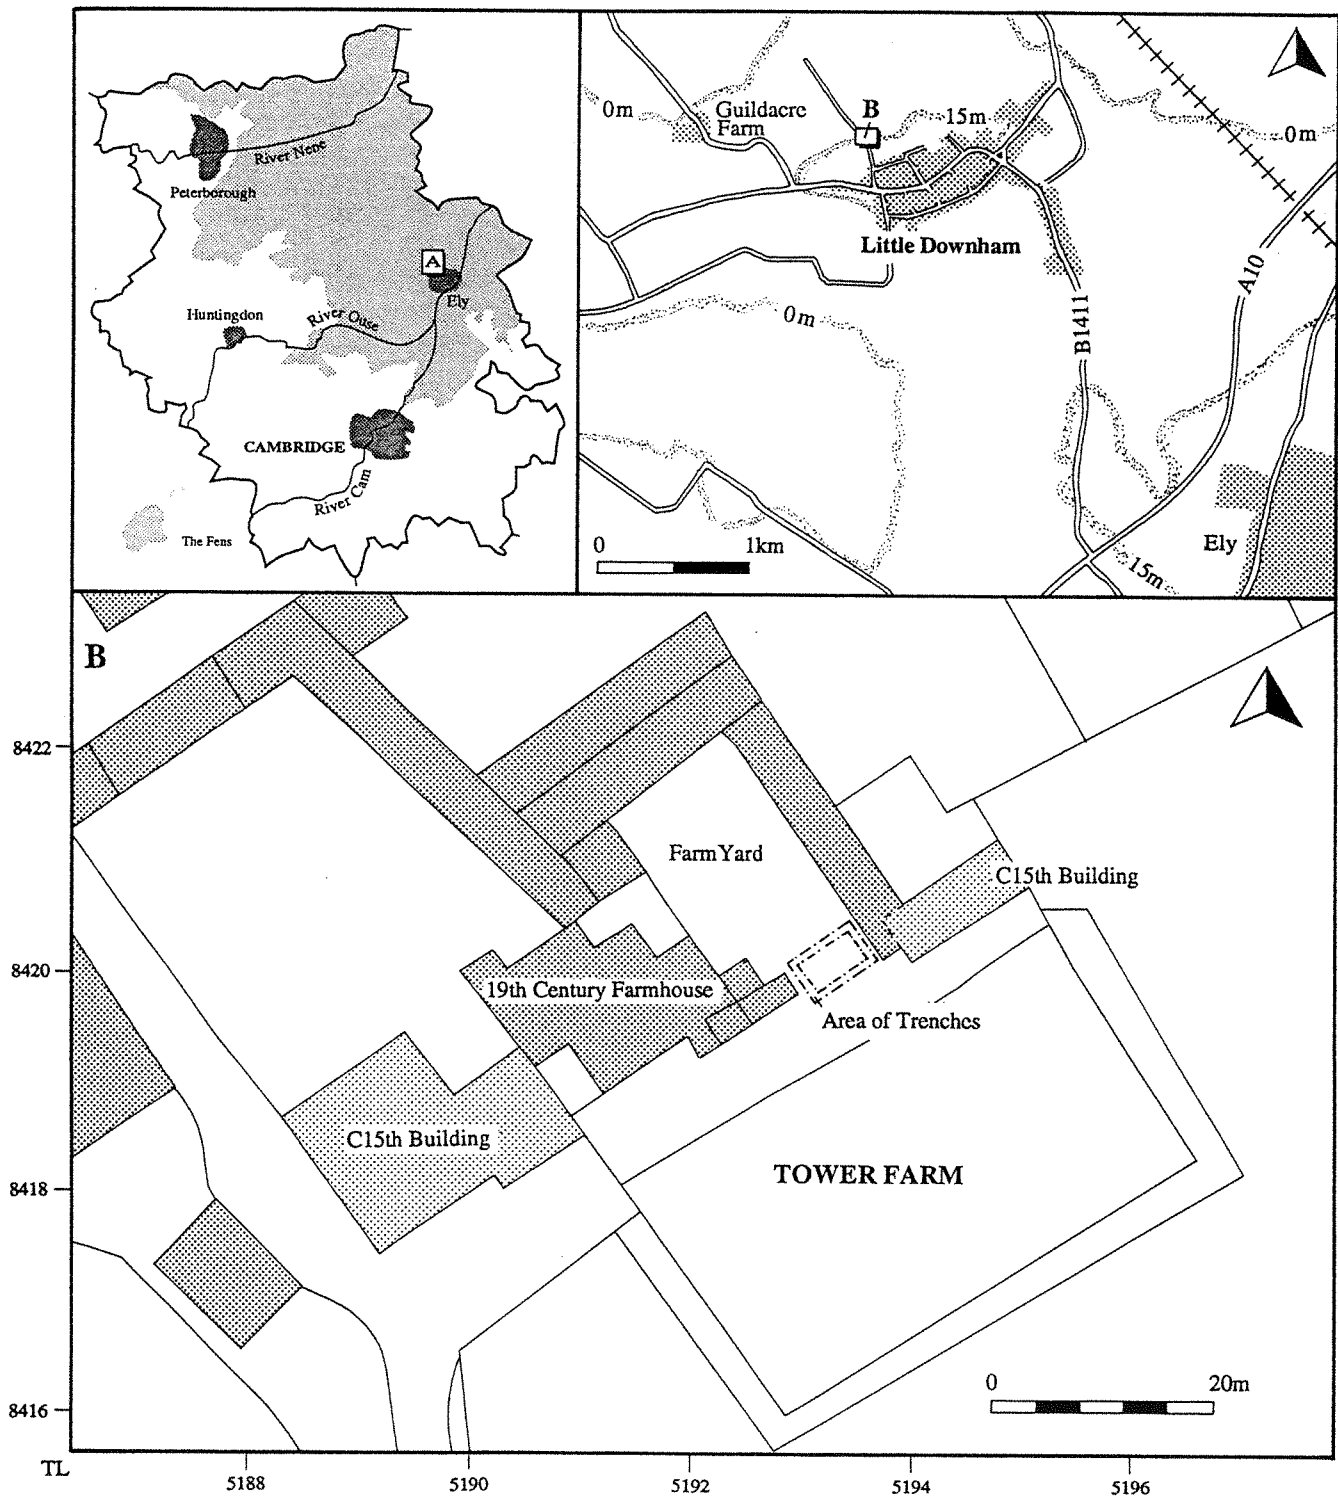 River Nene
Peterborough
A
Ely
Huntingdon
River Ouse
CAMBRIDGE
River Cam
The Fens
0m
Guildacre
Farm
B
15m
0m
Little Downham
0m
A10
B1411
0 1km
Ely
15m
B
8422
FarmYard
C15th Building
8420
19th Century Farmhouse
Area of Trenches
C15th Building
TOWER FARM
8418
0 20m
8416
TL
5188 5190 5192 5194 5196